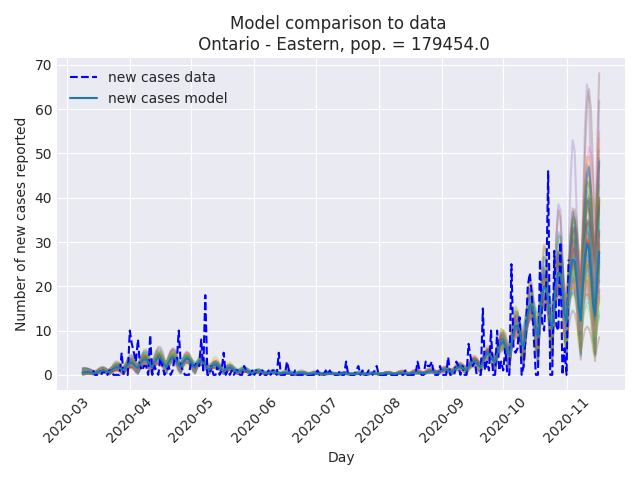 Model comparison to data
Ontario - Eastern, pop. = 179454.0
new cases data
new cases model
Number of new cases reported
70
60
50
40
30
20
10
0
2020-03
2020-04
2020-05
2020-06
2020-07
2020-08
2020-09
2020-10
2020-11
Day